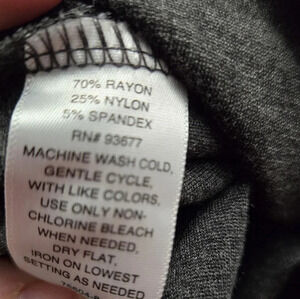 70% RAYON
25% NYLON
5% SPANDEX
RN# 93677
MACHINE WASH COLD,
GENTLE CYCLE,
WITH LIKE COLORS,
USE ONLY NON-
CHLORINE BLEACH
WHEN NEEDED,
DRY FLAT,
IRON ON LOWEST
SETTING AS NEEDED